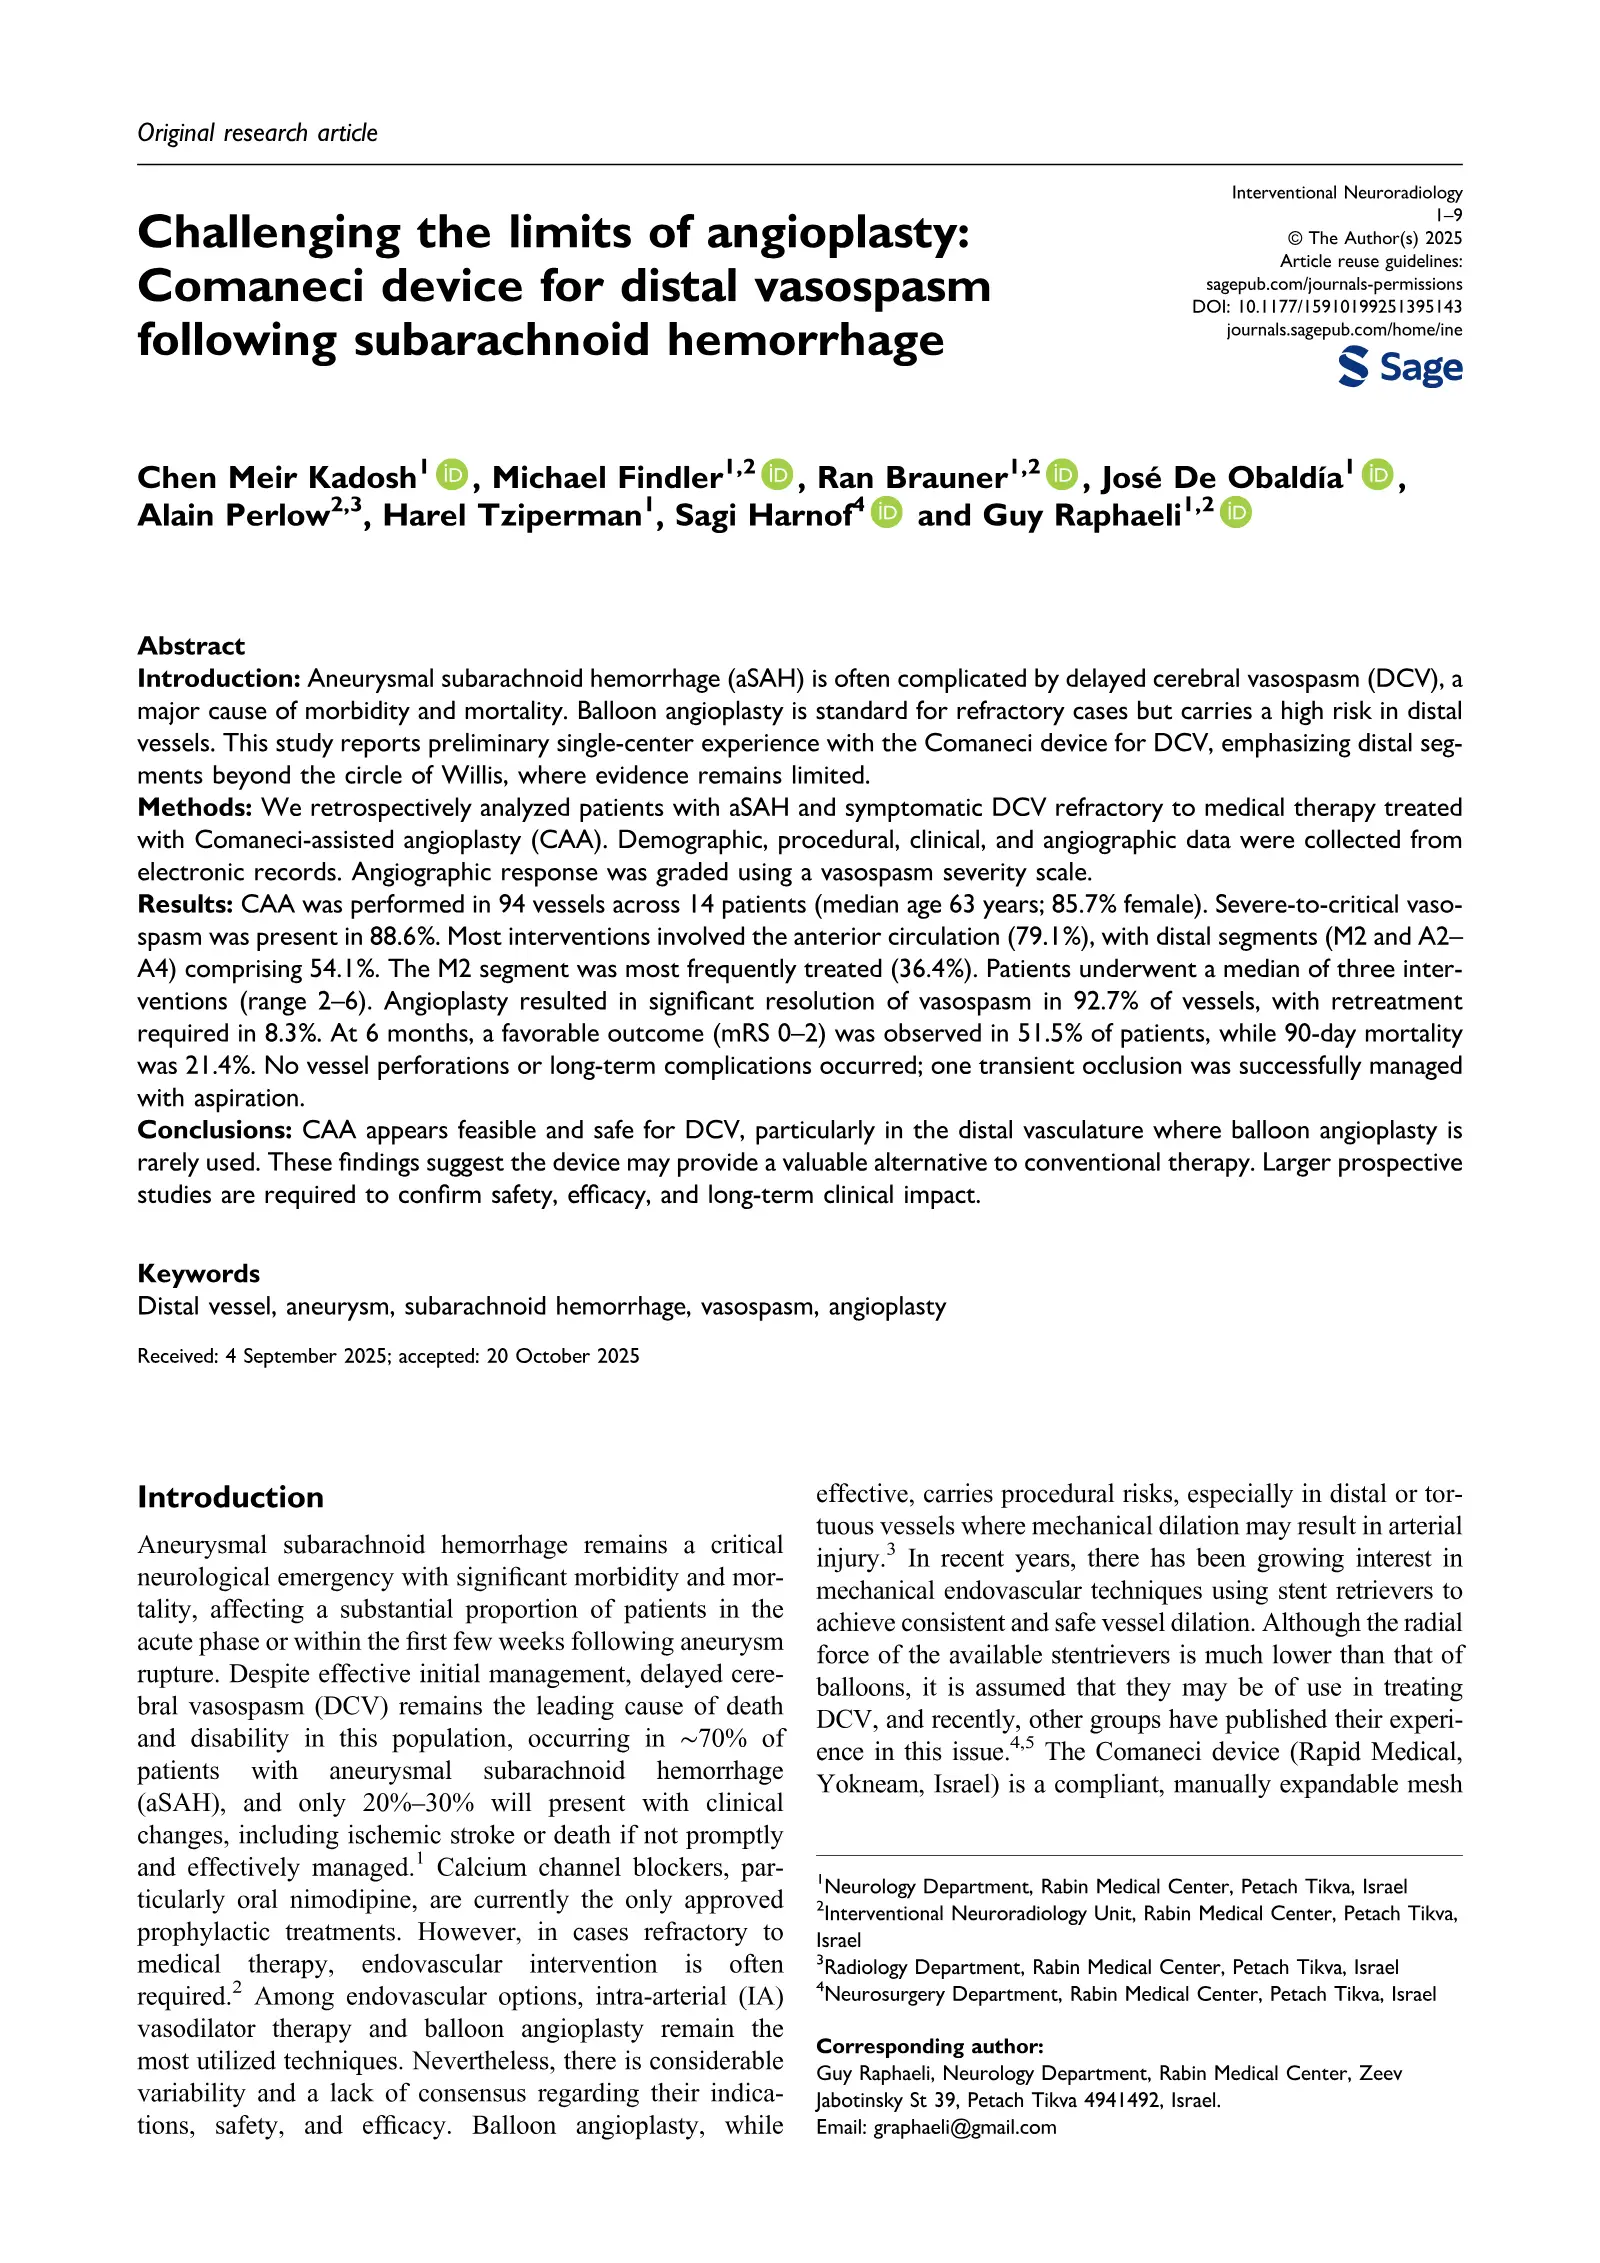 Original research article
Challenging the limits of angioplasty:
Comaneci device for distal vasospasm
following subarachnoid hemorrhage
Interventional Neuroradiology
1–9
© The Author(s) 2025
Article reuse guidelines:
sagepub.com/journals-permissions
DOI: 10.1177/15910199251395143
journals.sagepub.com/home/ine
Sage
Chen Meir Kadosh1 iD, Michael Findler1,2 iD, Ran Brauner1,2 iD, José De Obaldía1 iD,
Alain Perlow2,3, Harel Tziperman1, Sagi Harnof4 iD and Guy Raphaeli1,2 iD
Abstract
Introduction: Aneurysmal subarachnoid hemorrhage (aSAH) is often complicated by delayed cerebral vasospasm (DCV), a
major cause of morbidity and mortality. Balloon angioplasty is standard for refractory cases but carries a high risk in distal
vessels. This study reports preliminary single-center experience with the Comaneci device for DCV, emphasizing distal seg-
ments beyond the circle of Willis, where evidence remains limited.
Methods: We retrospectively analyzed patients with aSAH and symptomatic DCV refractory to medical therapy treated
with Comaneci-assisted angioplasty (CAA). Demographic, procedural, clinical, and angiographic data were collected from
electronic records. Angiographic response was graded using a vasospasm severity scale.
Results: CAA was performed in 94 vessels across 14 patients (median age 63 years; 85.7% female). Severe-to-critical vaso-
spasm was present in 88.6%. Most interventions involved the anterior circulation (79.1%), with distal segments (M2 and A2–
A4) comprising 54.1%. The M2 segment was most frequently treated (36.4%). Patients underwent a median of three inter-
ventions (range 2–6). Angioplasty resulted in significant resolution of vasospasm in 92.7% of vessels, with retreatment
required in 8.3%. At 6 months, a favorable outcome (mRS 0–2) was observed in 51.5% of patients, while 90-day mortality
was 21.4%. No vessel perforations or long-term complications occurred; one transient occlusion was successfully managed
with aspiration.
Conclusions: CAA appears feasible and safe for DCV, particularly in the distal vasculature where balloon angioplasty is
rarely used. These findings suggest the device may provide a valuable alternative to conventional therapy. Larger prospective
studies are required to confirm safety, efficacy, and long-term clinical impact.
Keywords
Distal vessel, aneurysm, subarachnoid hemorrhage, vasospasm, angioplasty
Received: 4 September 2025; accepted: 20 October 2025
Introduction
Aneurysmal subarachnoid hemorrhage remains a critical
neurological emergency with significant morbidity and mor-
tality, affecting a substantial proportion of patients in the
acute phase or within the first few weeks following aneurysm
rupture. Despite effective initial management, delayed cere-
bral vasospasm (DCV) remains the leading cause of death
and disability in this population, occurring in ∼70% of
patients with aneurysmal subarachnoid hemorrhage
(aSAH), and only 20%–30% will present with clinical
changes, including ischemic stroke or death if not promptly
and effectively managed.1 Calcium channel blockers, par-
ticularly oral nimodipine, are currently the only approved
prophylactic treatments. However, in cases refractory to
medical therapy, endovascular intervention is often
required.2 Among endovascular options, intra-arterial (IA)
vasodilator therapy and balloon angioplasty remain the
most utilized techniques. Nevertheless, there is considerable
variability and a lack of consensus regarding their indica-
tions, safety, and efficacy. Balloon angioplasty, while
effective, carries procedural risks, especially in distal or tor-
tuous vessels where mechanical dilation may result in arterial
injury.3 In recent years, there has been growing interest in
mechanical endovascular techniques using stent retrievers to
achieve consistent and safe vessel dilation. Although the radial
force of the available stentrievers is much lower than that of
balloons, it is assumed that they may be of use in treating
DCV, and recently, other groups have published their experi-
ence in this issue.4,5 The Comaneci device (Rapid Medical,
Yokneam, Israel) is a compliant, manually expandable mesh
1Neurology Department, Rabin Medical Center, Petach Tikva, Israel
2Interventional Neuroradiology Unit, Rabin Medical Center, Petach Tikva,
Israel
3Radiology Department, Rabin Medical Center, Petach Tikva, Israel
4Neurosurgery Department, Rabin Medical Center, Petach Tikva, Israel
Corresponding author:
Guy Raphaeli, Neurology Department, Rabin Medical Center, Zeev
Jabotinsky St 39, Petach Tikva 4941492, Israel.
Email: graphaeli@gmail.com